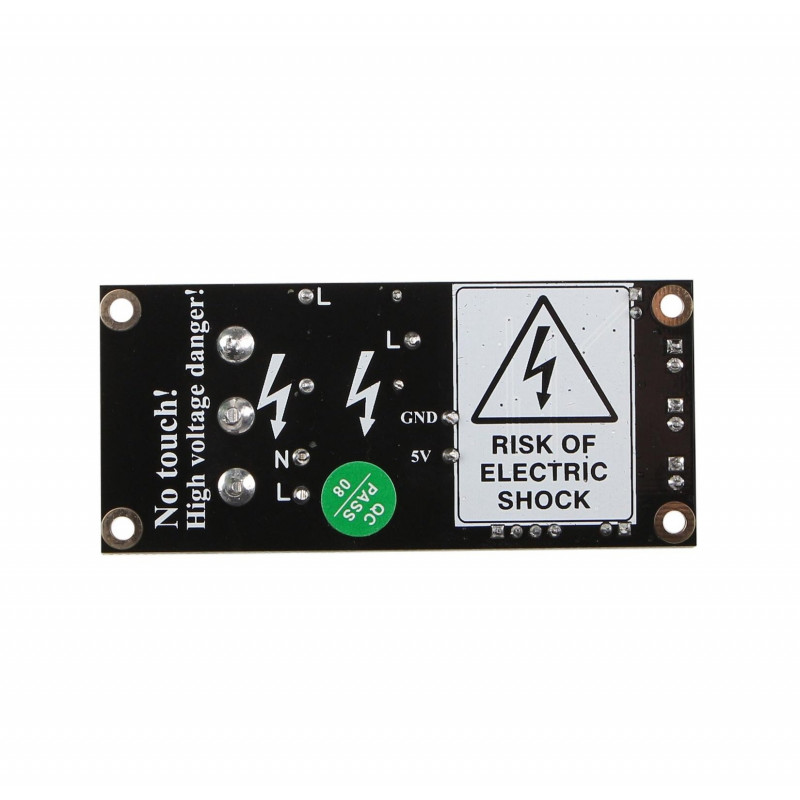 No touch!
High voltage danger!
L
L
GND
5V
N
L
QC
PASS
08
RISK OF
ELECTRIC
SHOCK